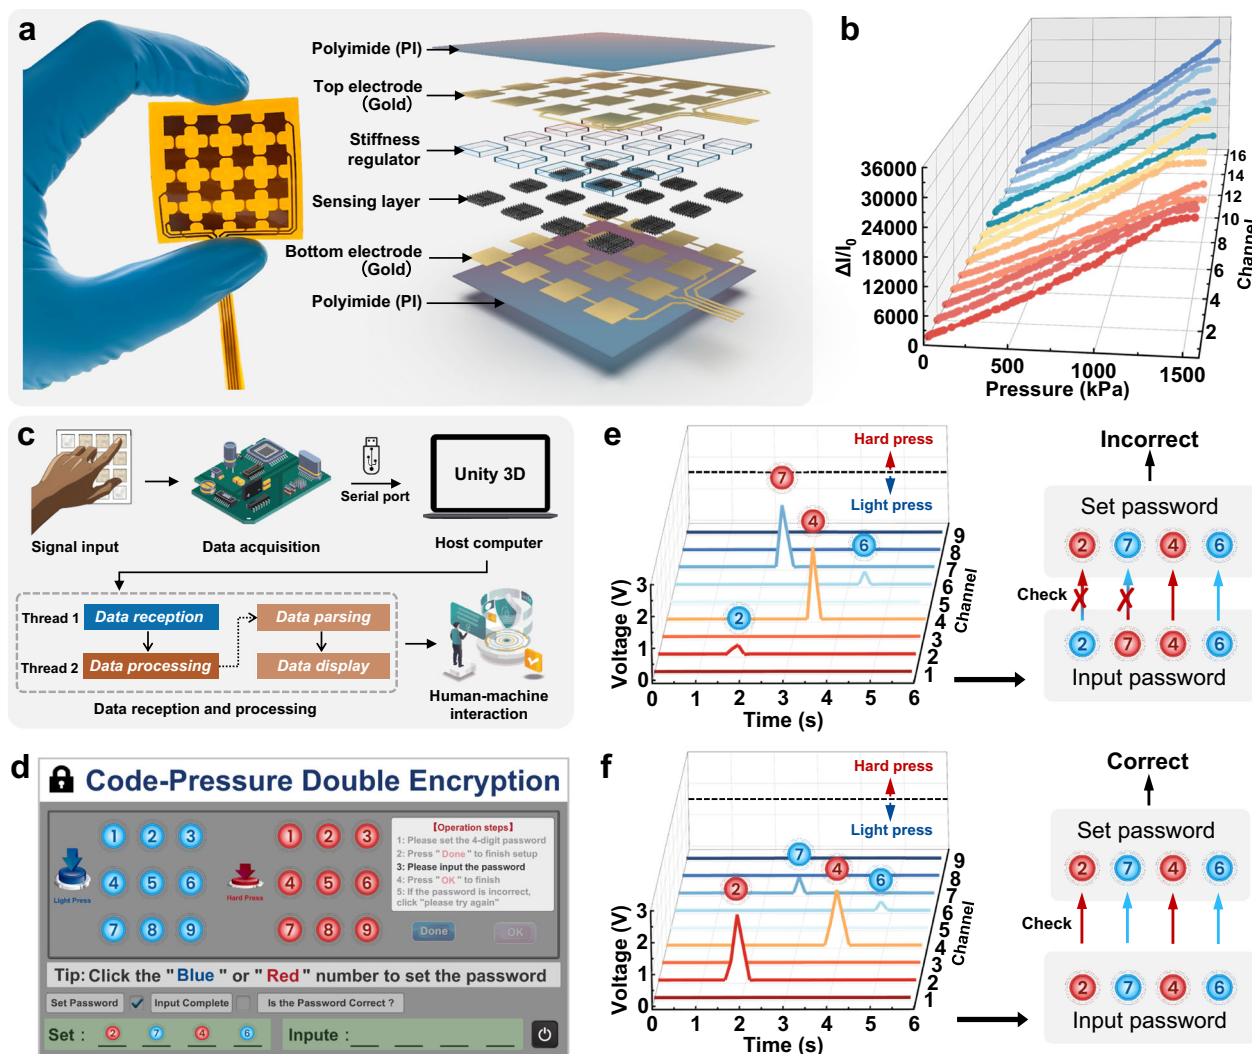 a
Polyimide (PI)
Top electrode
(Gold)
Stiffness
regulator
Sensing layer
Bottom electrode
(Gold)
Polyimide (PI)
b
36000
30000
24000
18000
12000
6000
0
ΔI/I₀
0
500
1000
1500
Pressure (kPa)
16
14
12
10
8
6
4
2
Channel
c
Signal input
Data acquisition
Serial port
Unity 3D
Host computer
Thread 1
Data reception
Data parsing
Thread 2
Data processing
Data display
Data reception and processing
Human-machine
interaction
d
Code-Pressure Double Encryption
1 2 3
4 5 6
7 8 9
Light Press
1 2 3
4 5 6
7 8 9
Hard Press
【Operation steps】
1: Please set the 4-digit password
2: Press "Done" to finish setup
3: Please input the password
4: Press "OK" to finish
5: If the password is incorrect,
click "please try again"
Done
OK
Tip: Click the "Blue" or "Red" number to set the password
Set Password
Input Complete
Is the Password Correct ?
Set : 2 7 4 6
Inpute :
e
Hard press
Light press
7
4
6
2
3
2
1
0
Voltage (V)
0 1 2 3 4 5 6
Time (s)
9
8
7
6
5
4
3
2
1
Channel
Incorrect
Set password
2 7 4 6
Check
2 7 4 6
Input password
f
Hard press
Light press
7
4
6
2
3
2
1
0
Voltage (V)
0 1 2 3 4 5 6
Time (s)
9
8
7
6
5
4
3
2
1
Channel
Correct
Set password
2 7 4 6
Check
2 7 4 6
Input password